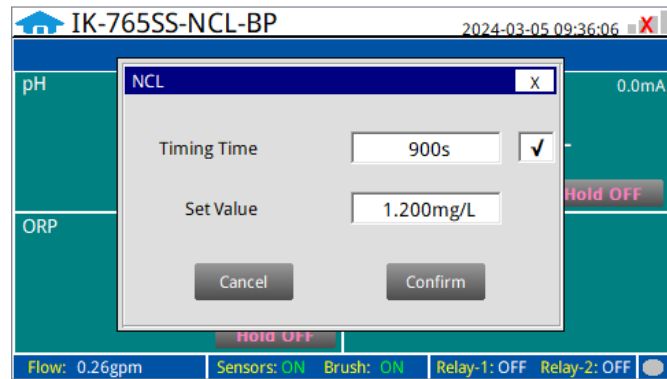 IK-765SS-NCL-BP
2024-03-05 09:36:06 X
pH
0.0mA
NCL X
Timing Time 900s √
Set Value 1.200mg/L
Hold OFF
ORP
Cancel Confirm
Hold OFF
Flow: 0.26gpm Sensors: ON Brush: ON Relay-1: OFF Relay-2: OFF